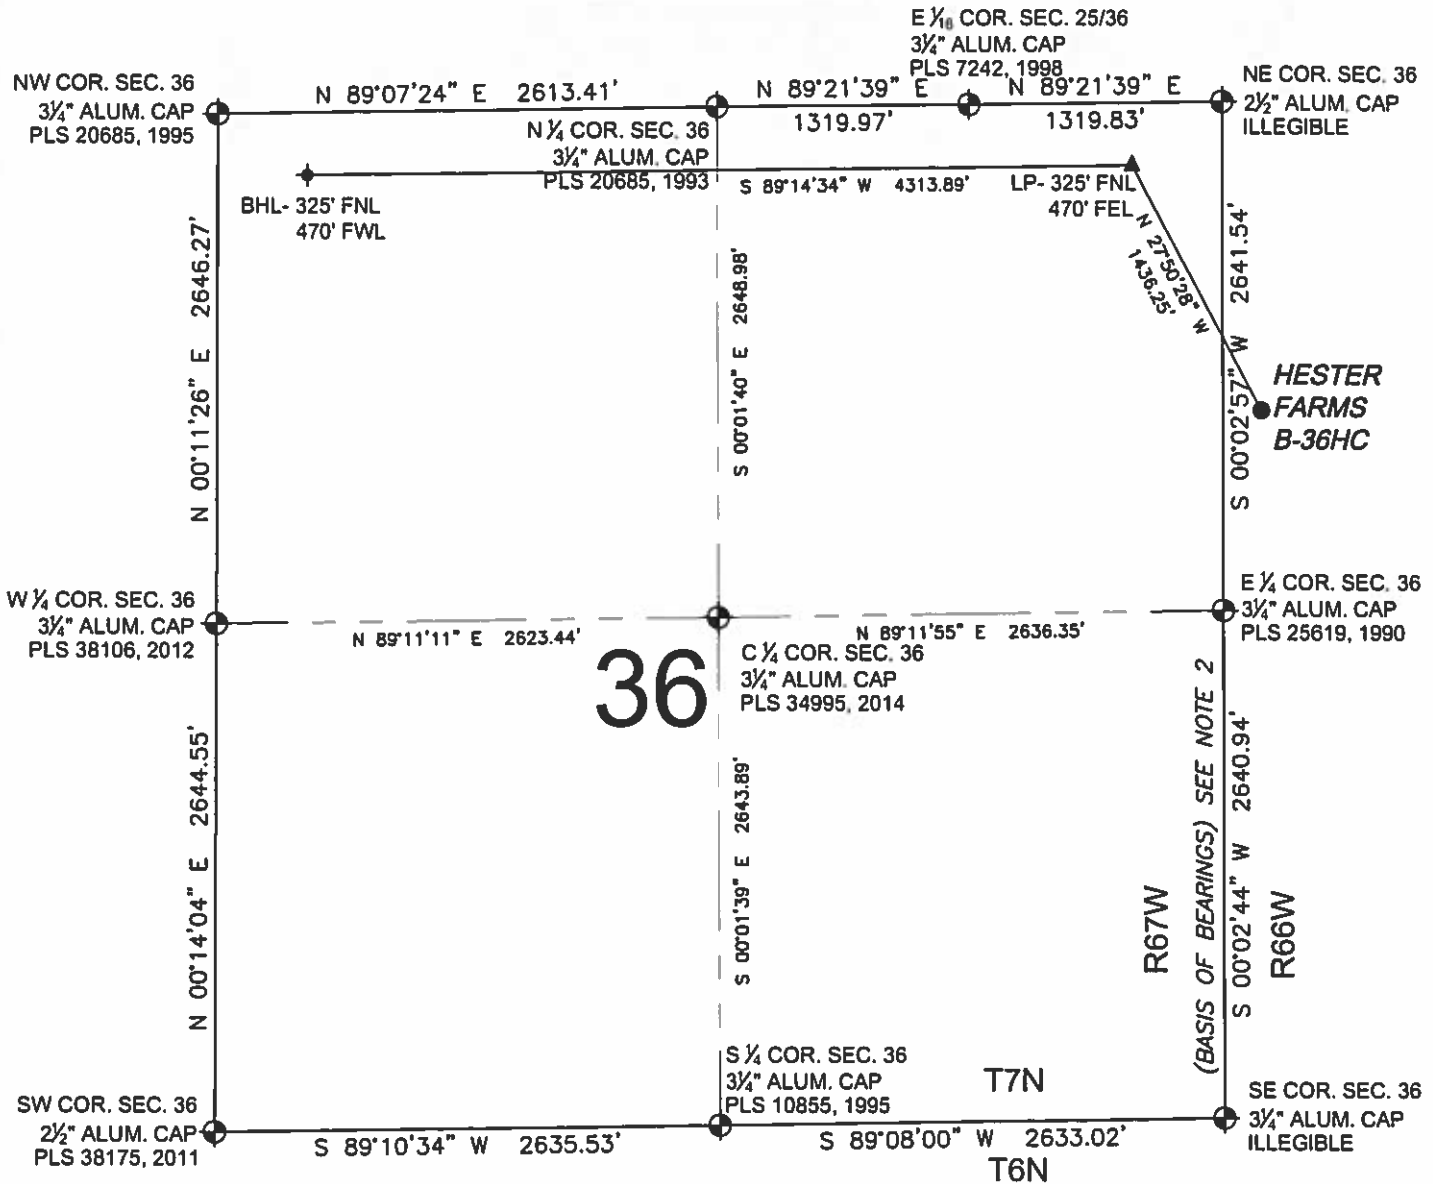 E 1/16 COR. SEC. 25/36
3¼" ALUM. CAP
PLS 7242, 1998
NW COR. SEC. 36
3¼" ALUM. CAP
PLS 20685, 1995
N 89°07'24" E 2613.41'
N 89°21'39" E
1319.97'
N 89°21'39" E
1319.83'
NE COR. SEC. 36
2½" ALUM. CAP
ILLEGIBLE
N ¼ COR. SEC. 36
3¼" ALUM. CAP
PLS 20685, 1993
S 89°14'34" W 4313.89'
LP- 325' FNL
470' FEL
BHL- 325' FNL
470' FWL
N 27°50'28" W
1436.25'
N 00°11'26" E 2646.27'
S 00°01'40" E 2648.98'
S 00°02'57" W 2641.54'
HESTER
FARMS
B-36HC
W ¼ COR. SEC. 36
3¼" ALUM. CAP
PLS 38106, 2012
N 89°11'11" E 2623.44'
N 89°11'55" E 2636.35'
E ¼ COR. SEC. 36
3¼" ALUM. CAP
PLS 25619, 1990
36
C ¼ COR. SEC. 36
3¼" ALUM. CAP
PLS 34995, 2014
N 00°14'04" E 2644.55'
S 00°01'39" E 2643.89'
R67W
(BASIS OF BEARINGS) SEE NOTE 2
S 00°02'44" W 2640.94'
R66W
S ¼ COR. SEC. 36
3¼" ALUM. CAP
PLS 10855, 1995
T7N
SW COR. SEC. 36
2½" ALUM. CAP
PLS 38175, 2011
S 89°10'34" W 2635.53'
S 89°08'00" W 2633.02'
T6N
SE COR. SEC. 36
3¼" ALUM. CAP
ILLEGIBLE